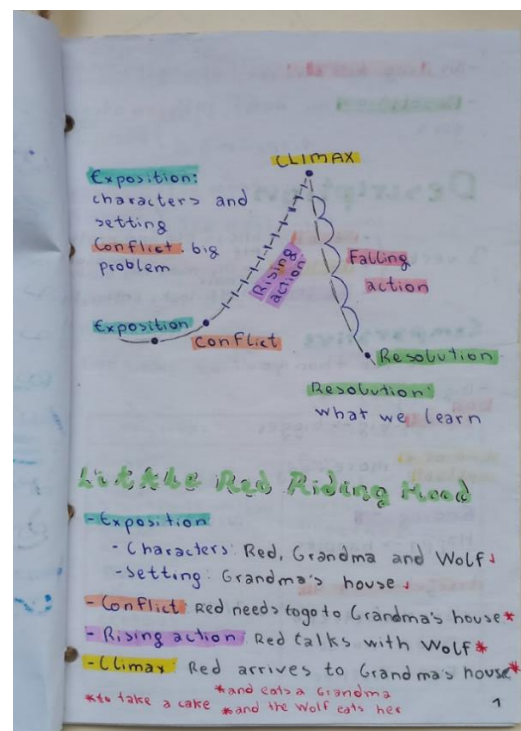 CLIMAX
Exposition:
characters and
setting
Conflict: big
problem
Rising
action
Falling
action
Exposition
Conflict
Resolution
Resolution:
what we learn
Little Red Riding Hood
- Exposition
- Characters: Red, Grandma and Wolf
- Setting: Grandma's house
- Conflict: Red needs to go to Grandma's house*
- Rising action: Red talks with Wolf*
- Climax: Red arrives to Grandma's house*
*to take a cake *and eats a Grandma
*and the Wolf eats her
1